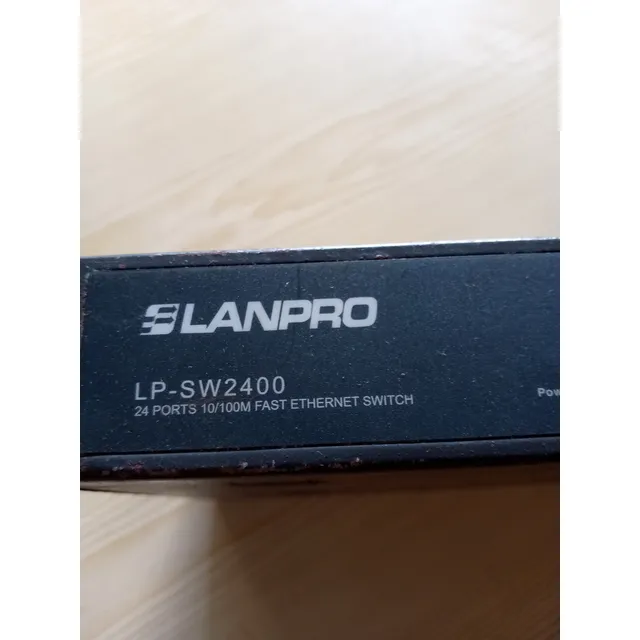 LANPRO
LP-SW2400
24 PORTS 10/100M FAST ETHERNET SWITCH